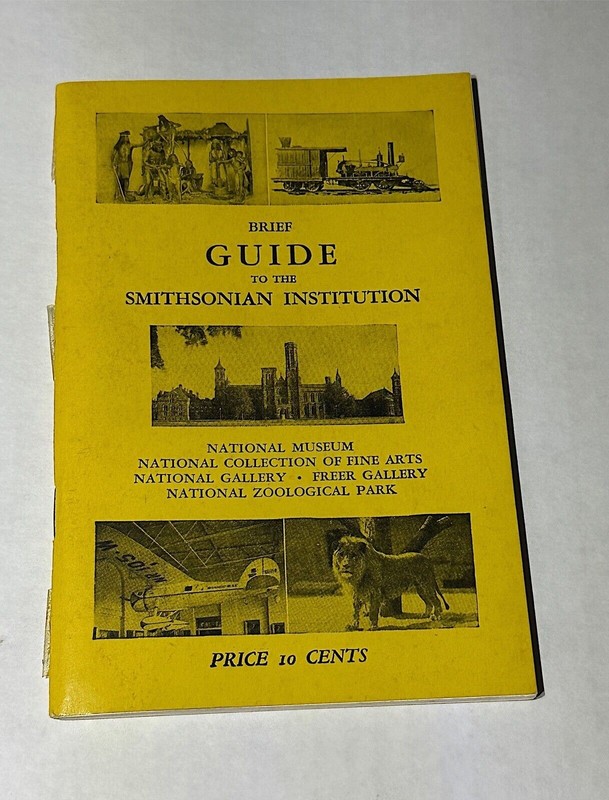 BRIEF
GUIDE
TO THE
SMITHSONIAN INSTITUTION
NATIONAL MUSEUM
NATIONAL COLLECTION OF FINE ARTS
NATIONAL GALLERY • FREER GALLERY
NATIONAL ZOOLOGICAL PARK
PRICE 10 CENTS